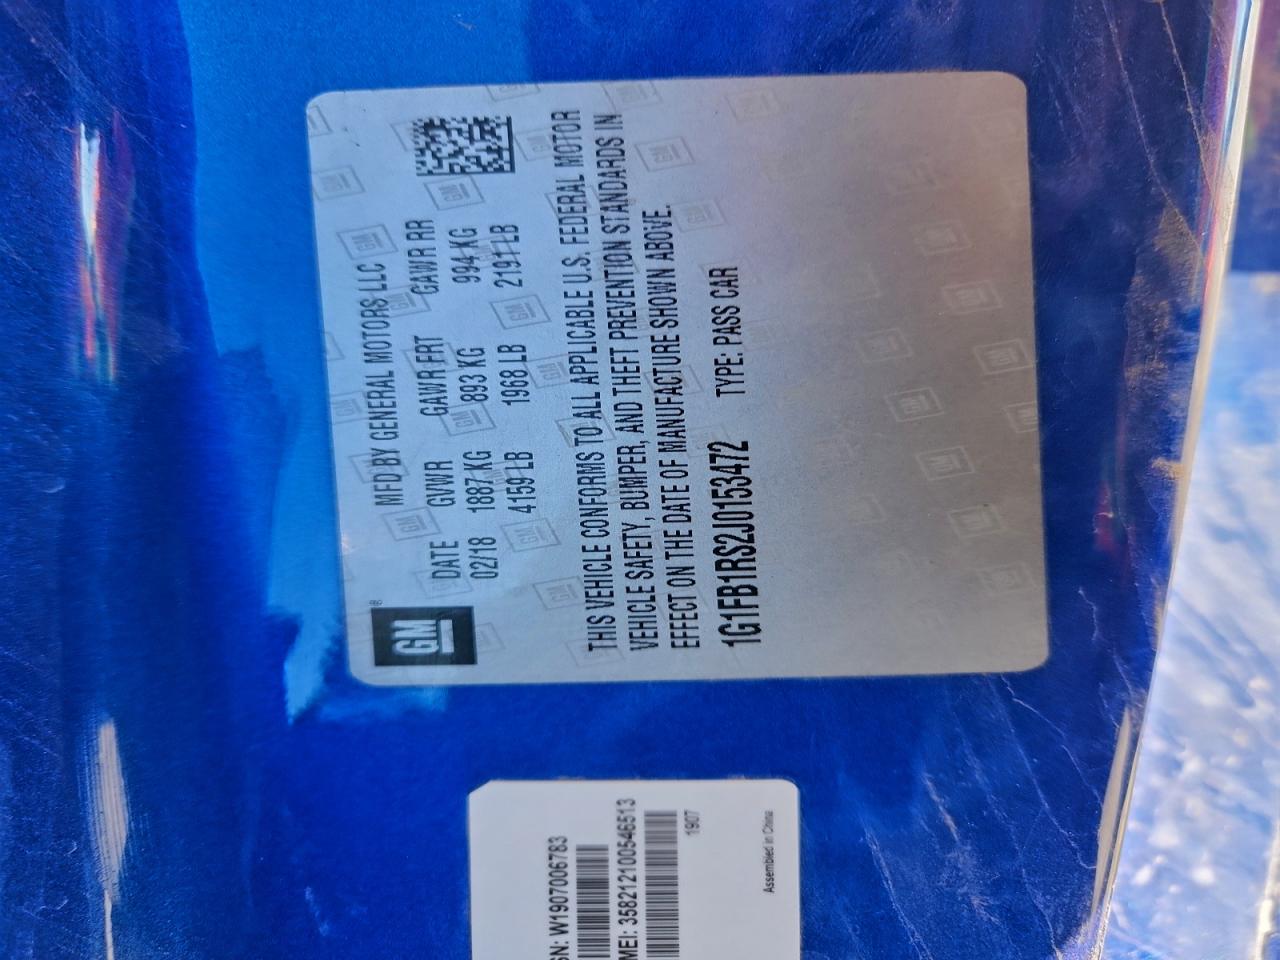 GM®
MFD BY GENERAL MOTORS LLC
DATE GVWR GAWR FRT GAWR RR
02/18 1887 KG 893 KG 994 KG
4159 LB 1968 LB 2191 LB
THIS VEHICLE CONFORMS TO ALL APPLICABLE U.S. FEDERAL MOTOR
VEHICLE SAFETY, BUMPER, AND THEFT PREVENTION STANDARDS IN
EFFECT ON THE DATE OF MANUFACTURE SHOWN ABOVE.
1G1FB1RS2J0153472 TYPE: PASS CAR
SN: W1907006783
MEI: 358212100546513
1907
Assembled in China